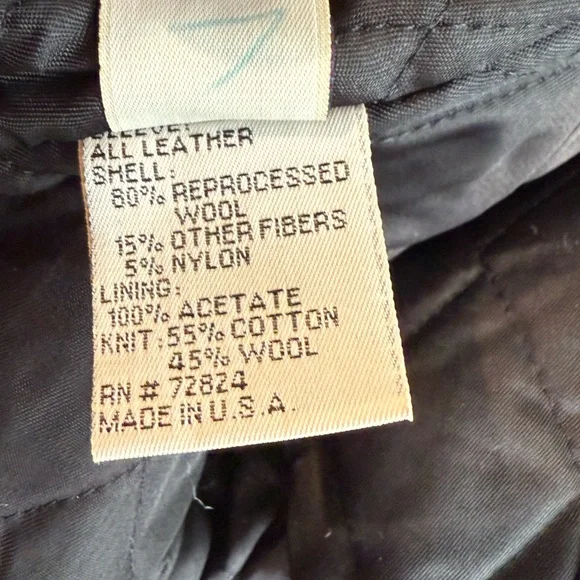 ALL LEATHER
SHELL:
80% REPROCESSED
WOOL
15% OTHER FIBERS
5% NYLON
LINING:
100% ACETATE
KNIT: 55% COTTON
45% WOOL
RN # 72824
MADE IN U.S.A.